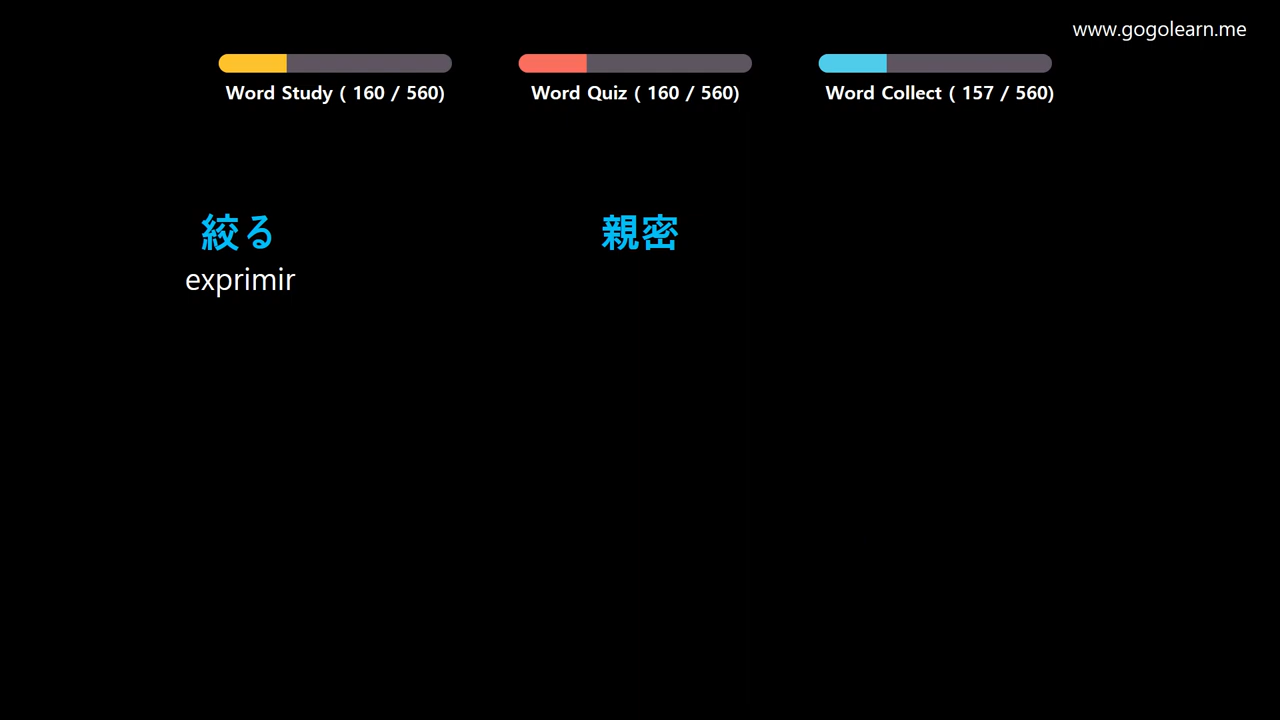 www.gogolearn.me
Word Study ( 160 / 560)
Word Quiz ( 160 / 560)
Word Collect ( 157 / 560)
絞る
exprimir
親密